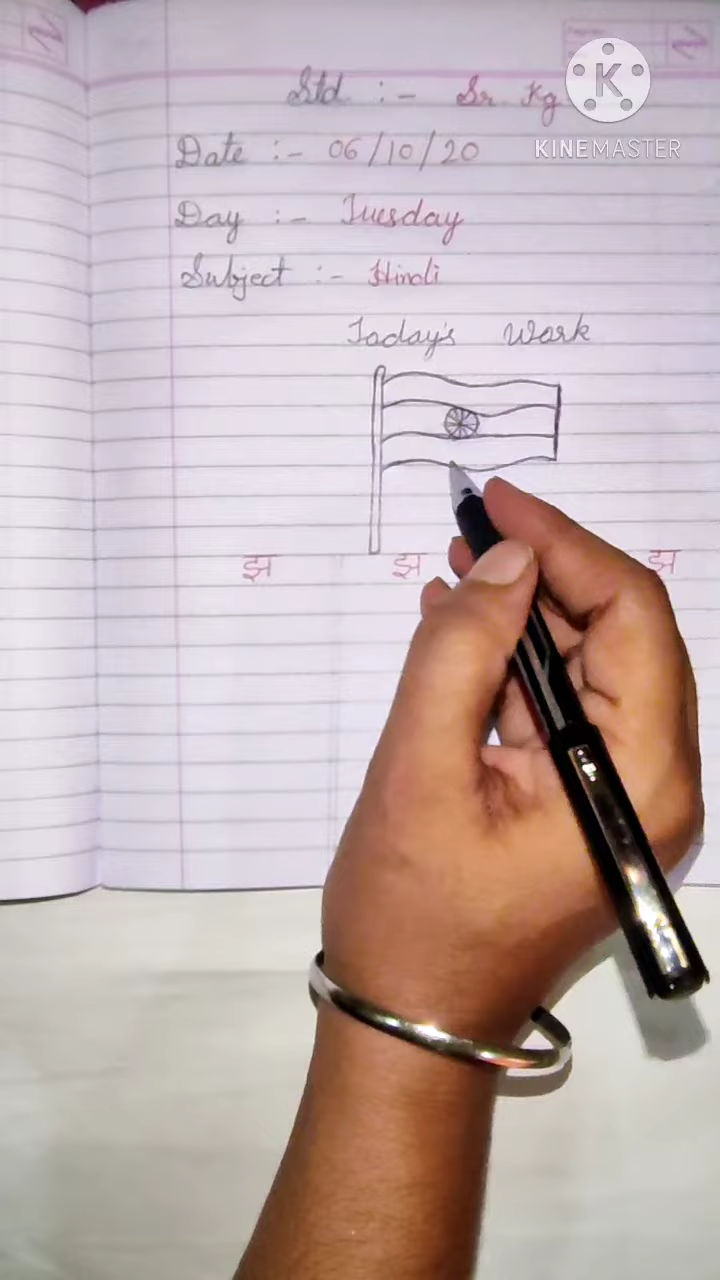 Std :- Sr. Kg
KINEMASTER
Date :- 06/10/20
Day :- Tuesday
Subject :- Hindi
Today's Work
झ झ झ